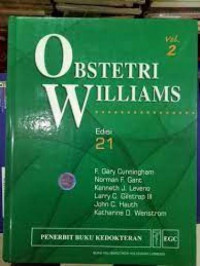 OBSTETRI
Vol.
2
WILLIAMS
Edisi
21
F. Gary Cunningham
Norman F. Gant
Kenneth J. Leveno
Larry C. Gilstrap III
John C. Hauth
Katharine D. Wenstrom
PENERBIT BUKU KEDOKTERAN
EGC